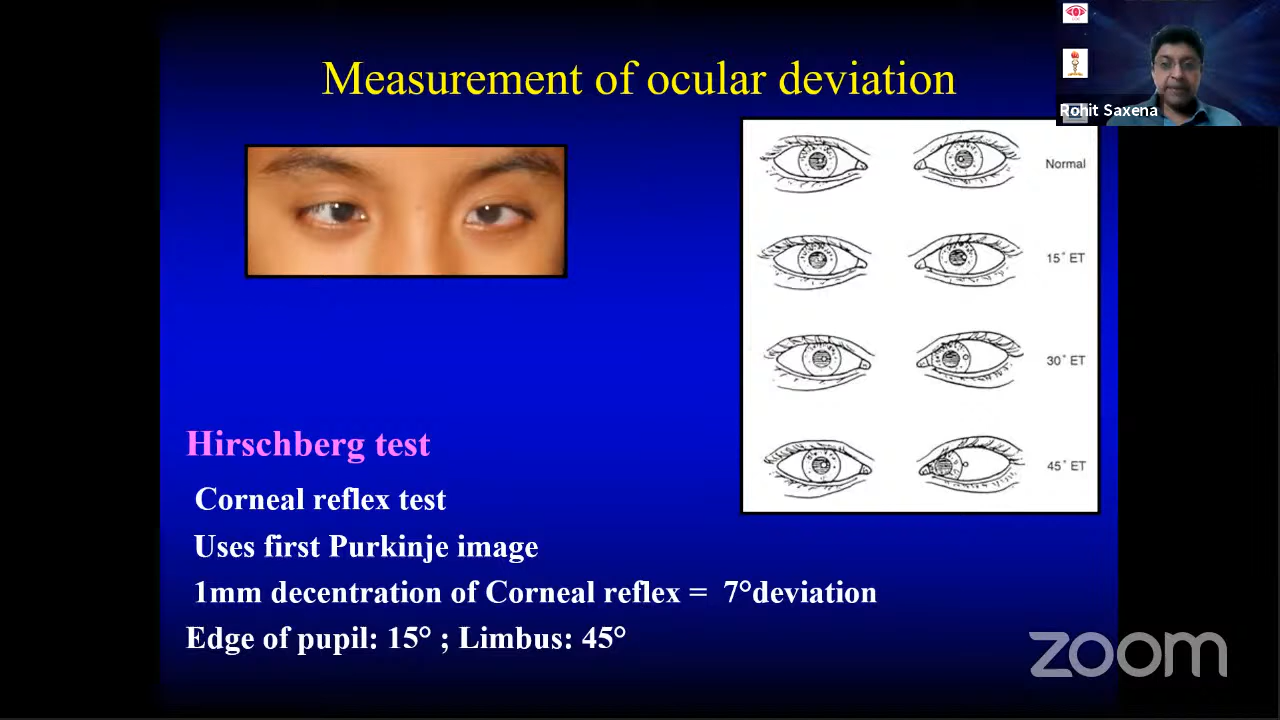 Measurement of ocular deviation
Rohit Saxena
Normal
15° ET
30° ET
45° ET
Hirschberg test
Corneal reflex test
Uses first Purkinje image
1mm decentration of Corneal reflex = 7°deviation
Edge of pupil: 15° ; Limbus: 45°
zoom